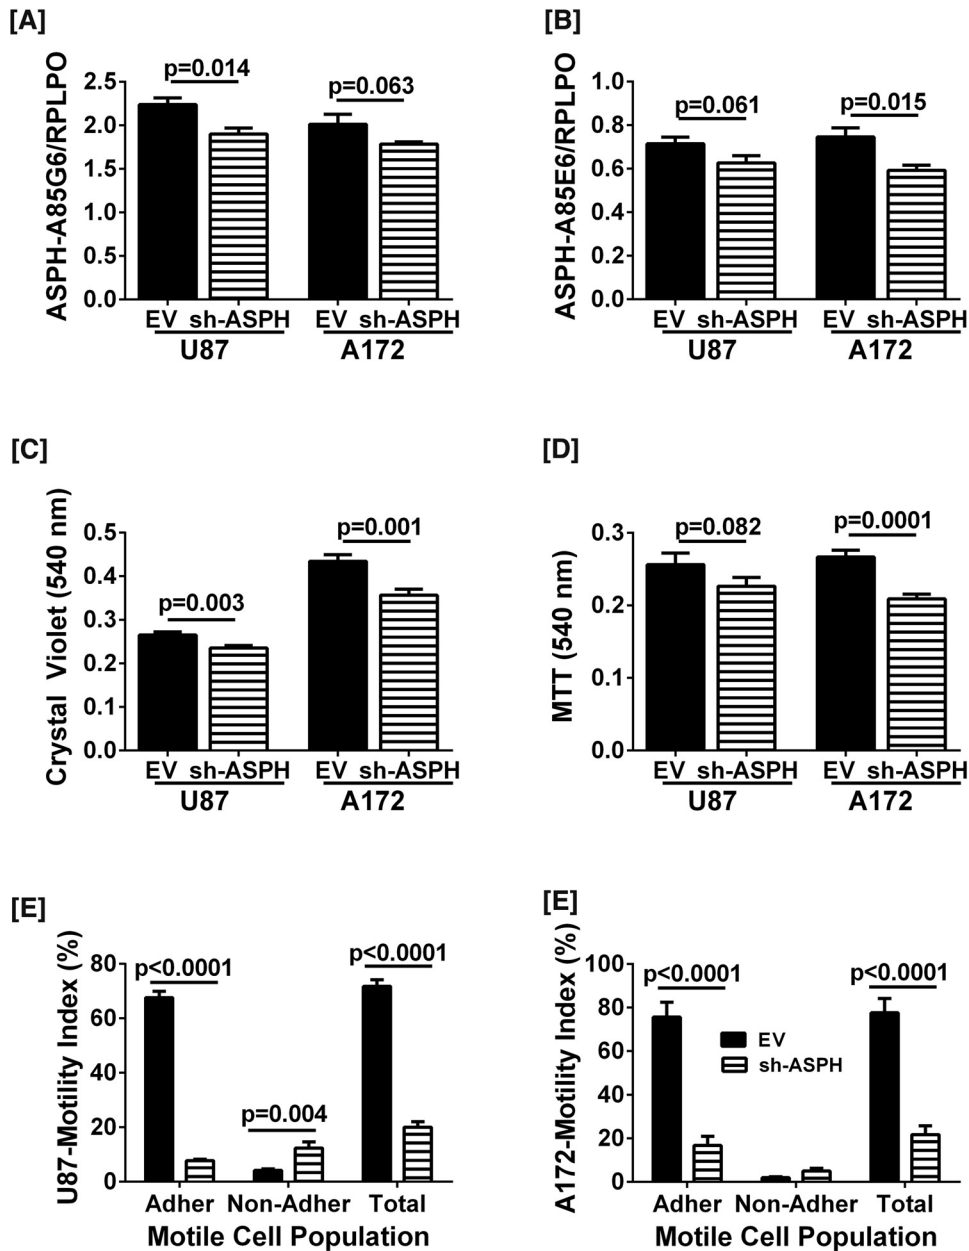 [A]
ASPH-A85G6/RPLPO
2.5
2.0
1.5
1.0
0.5
0.0
p=0.014
p=0.063
EV sh-ASPH EV sh-ASPH
U87 A172
[B]
ASPH-A85E6/RPLPO
1.0
0.8
0.6
0.4
0.2
0.0
p=0.061
p=0.015
EV sh-ASPH EV sh-ASPH
U87 A172
[C]
Crystal Violet (540 nm)
0.5
0.4
0.3
0.2
0.1
0.0
p=0.003
p=0.001
EV sh-ASPH EV sh-ASPH
U87 A172
[D]
MTT (540 nm)
0.3
0.2
0.1
0.0
p=0.082
p=0.0001
EV sh-ASPH EV sh-ASPH
U87 A172
[E]
U87-Motility Index (%)
80
60
40
20
0
p<0.0001
p=0.004
p<0.0001
Adher Non-Adher Total
Motile Cell Population
[E]
A172-Motility Index (%)
100
80
60
40
20
0
p<0.0001
p<0.0001
EV
sh-ASPH
Adher Non-Adher Total
Motile Cell Population